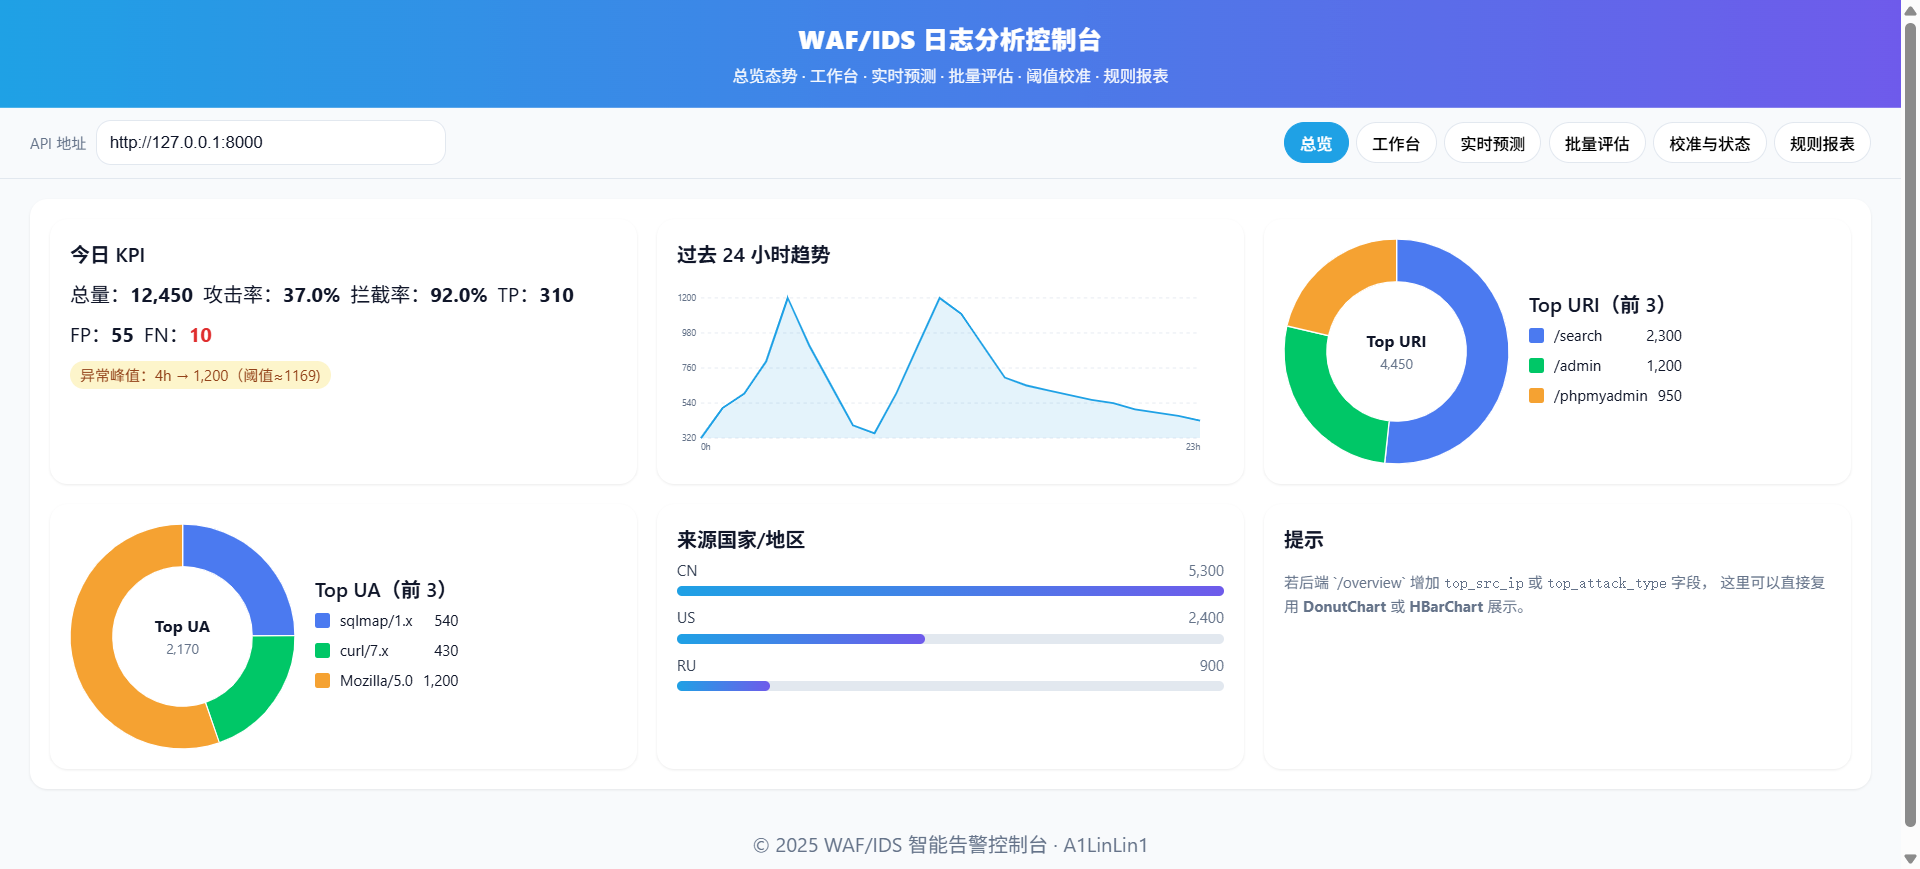 WAF/IDS 日志分析控制台
总览态势 · 工作台 · 实时预测 · 批量评估 · 阈值校准 · 规则报表
API 地址
http://127.0.0.1:8000
总览
工作台
实时预测
批量评估
校准与状态
规则报表
今日 KPI
总量：12,450 攻击率：37.0% 拦截率：92.0% TP：310
FP：55 FN：10
异常峰值：4h → 1,200（阈值≈1169)
过去 24 小时趋势
1200
980
760
540
320
0h
23h
Top URI
4,450
Top URI（前 3）
/search 2,300
/admin 1,200
/phpmyadmin 950
Top UA
2,170
Top UA（前 3）
sqlmap/1.x 540
curl/7.x 430
Mozilla/5.0 1,200
来源国家/地区
CN 5,300
US 2,400
RU 900
提示
若后端 `/overview` 增加 top_src_ip 或 top_attack_type 字段， 这里可以直接复
用 DonutChart 或 HBarChart 展示。
© 2025 WAF/IDS 智能告警控制台 · A1LinLin1